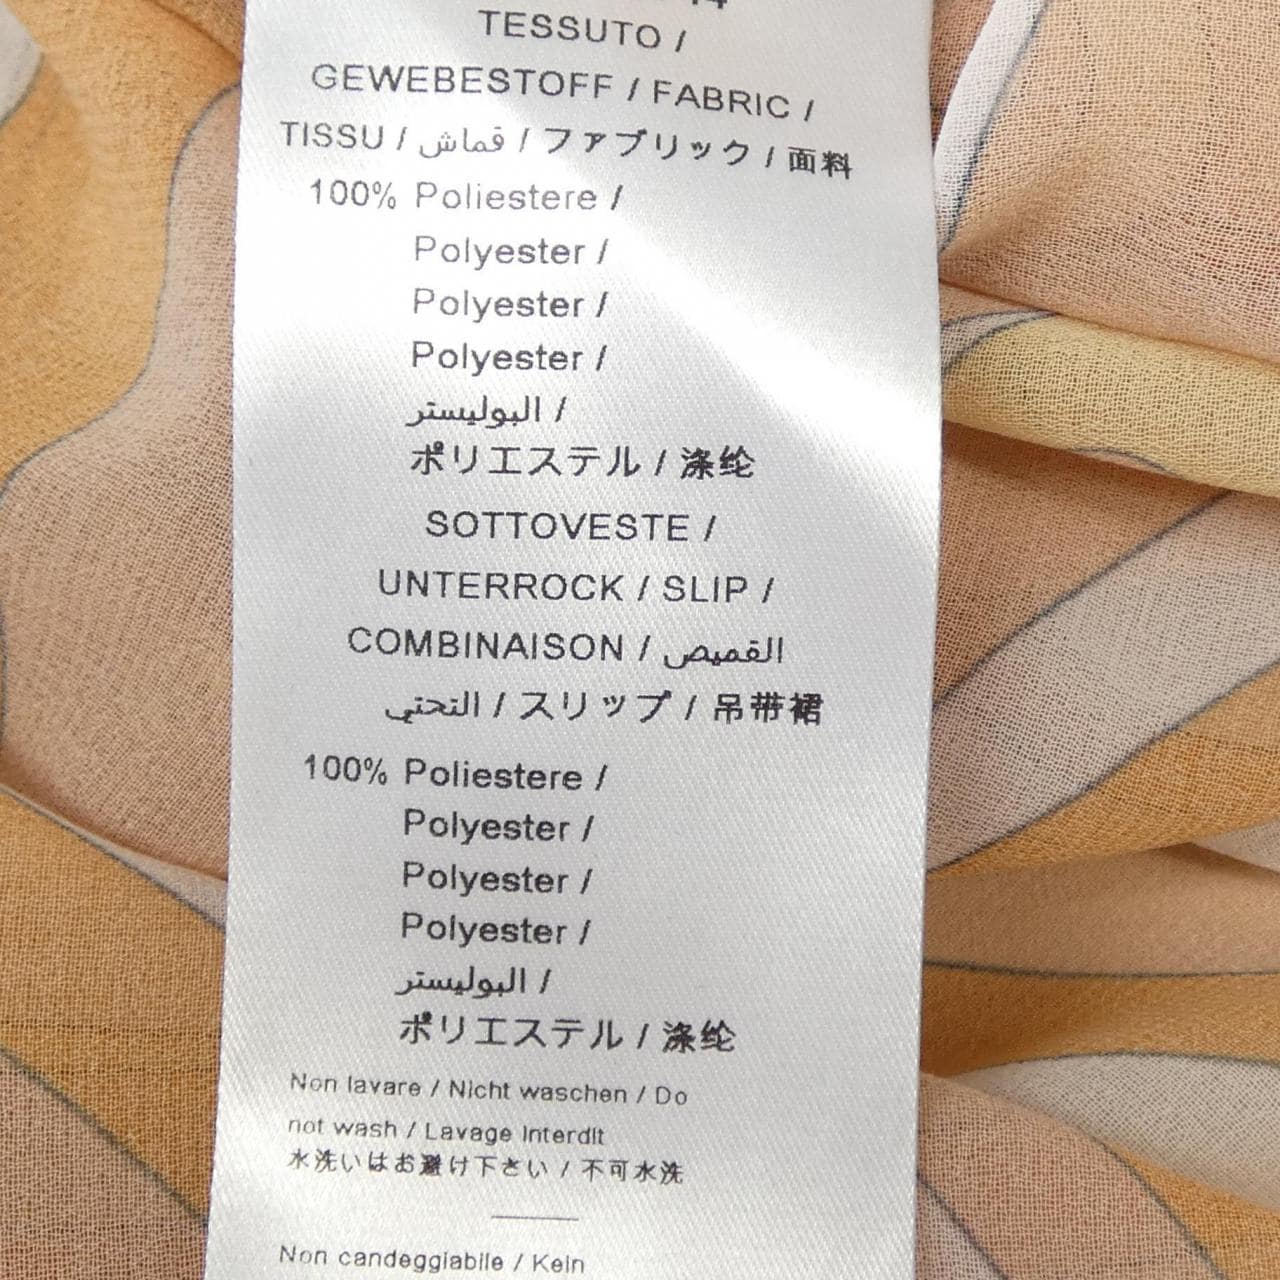 TESSUTO /
GEWEBESTOFF / FABRIC /
TISSU / قماش / ファブリック / 面料
100% Poliestere /
Polyester /
Polyester /
Polyester /
البوليستر /
ポリエステル / 涤纶
SOTTOVESTE /
UNTERROCK / SLIP /
COMBINAISON / القميص
التحتي / スリップ / 吊带裙
100% Poliestere /
Polyester /
Polyester /
Polyester /
البوليستر /
ポリエステル / 涤纶
Non lavare / Nicht waschen / Do
not wash / Lavage interdit
水洗いはお避け下さい / 不可水洗
Non candeggiabile / Kein